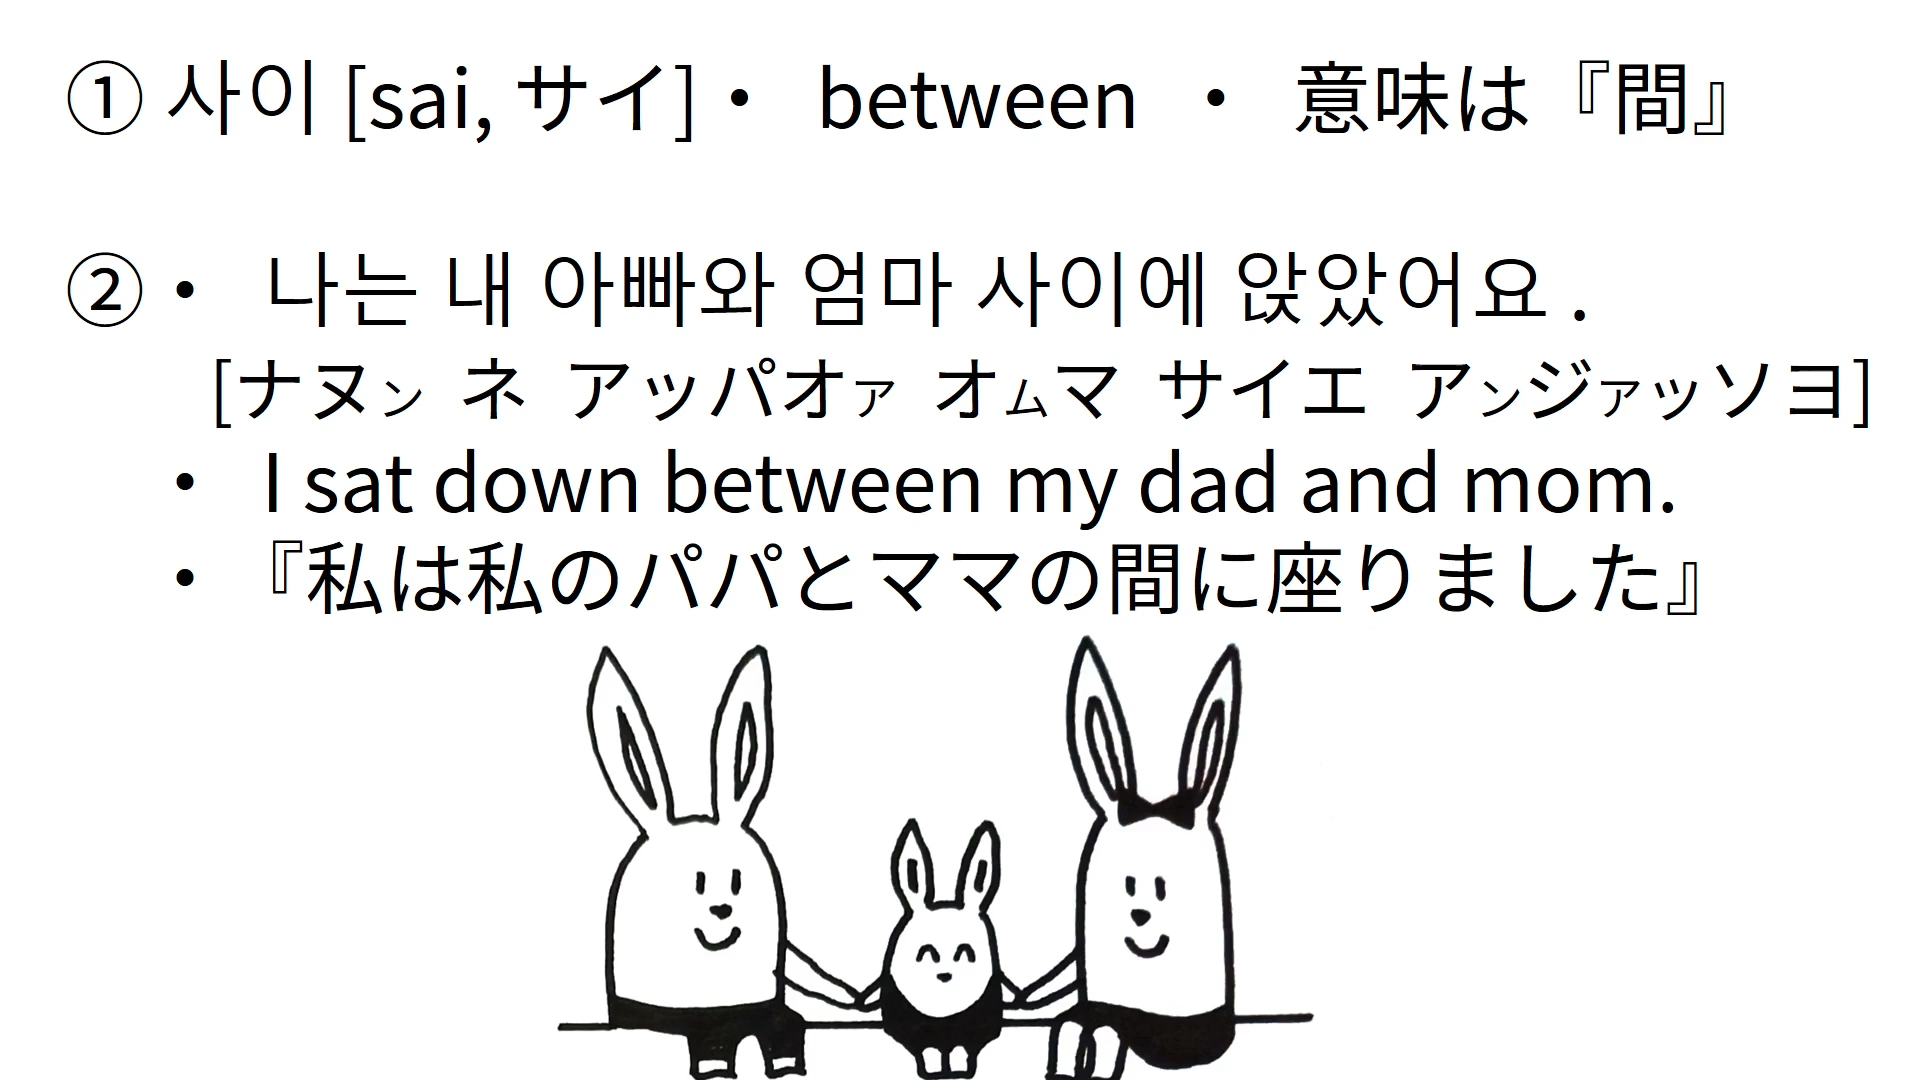 ① 사이 [sai, サイ]・ between ・ 意味は『間』
②・ 나는 내 아빠와 엄마 사이에 앉았어요 .
[ナヌン ネ アッパオァ オムマ サイエ アンジァッソヨ]
・ I sat down between my dad and mom.
・『私は私のパパとママの間に座りました』